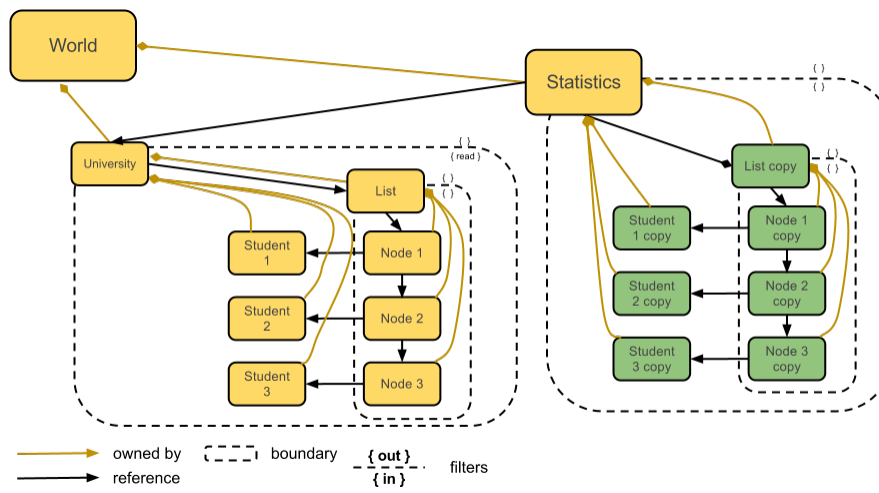 World
Statistics
{ }
{ }
University
{ }
{ read }
List
{ }
{ }
List copy
{ }
{ }
Student
1
Node 1
Student
2
Node 2
Student
3
Node 3
Student
1 copy
Node 1
copy
Student
2 copy
Node 2
copy
Student
3 copy
Node 3
copy
owned by
boundary
{ out }
{ in }
filters
reference